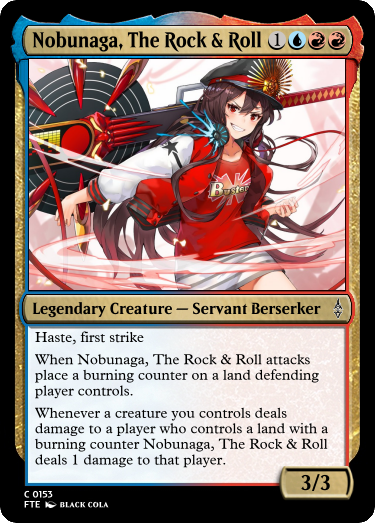 Nobunaga, The Rock & Roll 1
Buster
Legendary Creature — Servant Berserker
Haste, first strike
When Nobunaga, The Rock & Roll attacks
place a burning counter on a land defending
player controls.
Whenever a creature you controls deals
damage to a player who controls a land with a
burning counter Nobunaga, The Rock & Roll
deals 1 damage to that player.
3/3
C 0153
FTE BLACK COLA